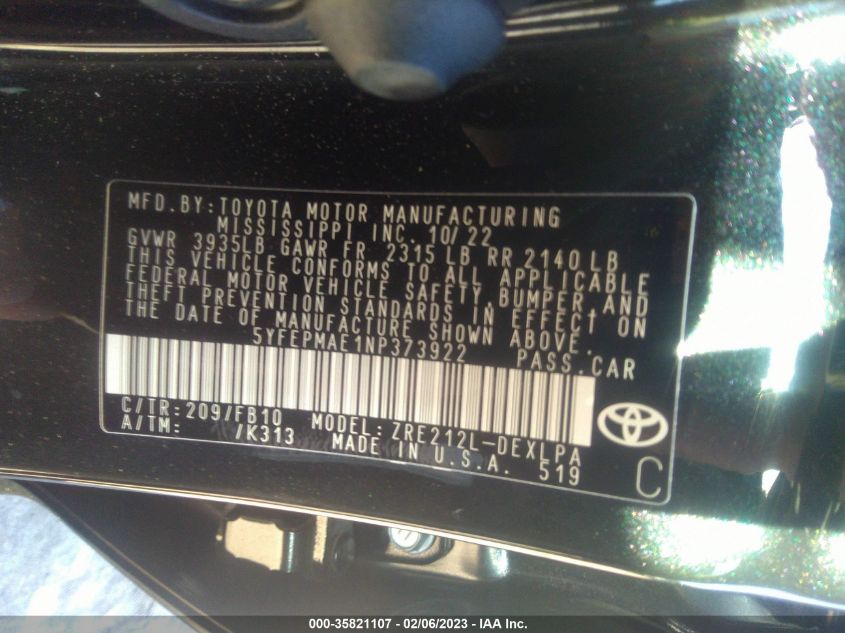 MFD.BY:TOYOTA MOTOR MANUFACTURING
MISSISSIPPI INC. 10/22
GVWR 3935LB GAWR FR 2315 LB RR 2140 LB
THIS VEHICLE CONFORMS TO ALL APPLICABLE
FEDERAL MOTOR VEHICLE SAFETY,BUMPER,AND
THEFT PREVENTION STANDARDS IN EFFECT ON
THE DATE OF MANUFACTURE SHOWN ABOVE.
5YFEPMAE1NP373922 PASS.CAR
C/TR:209/FB10 MODEL:ZRE212L-DEXLPA
A/TM: /K313 MADE IN U.S.A. 519
C
000-35821107 - 02/06/2023 - IAA Inc.